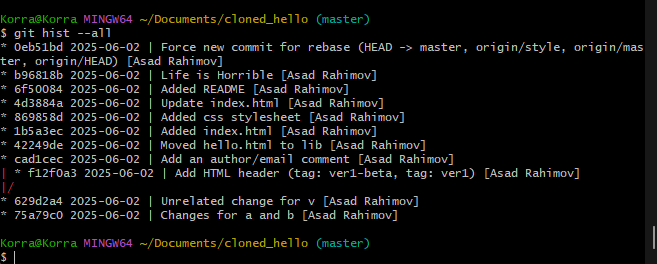 Korra@Korra MINGW64 ~/Documents/cloned_hello (master)
$ git hist --all
* 0eb51bd 2025-06-02 | Force new commit for rebase (HEAD -> master, origin/style, origin/mas
ter, origin/HEAD) [Asad Rahimov]
* b96818b 2025-06-02 | Life is Horrible [Asad Rahimov]
* 6f50084 2025-06-02 | Added README [Asad Rahimov]
* 4d3884a 2025-06-02 | Update index.html [Asad Rahimov]
* 869858d 2025-06-02 | Added css stylesheet [Asad Rahimov]
* 1b5a3ec 2025-06-02 | Added index.html [Asad Rahimov]
* 42249de 2025-06-02 | Moved hello.html to lib [Asad Rahimov]
* cad1cec 2025-06-02 | Add an author/email comment [Asad Rahimov]
| * f12f0a3 2025-06-02 | Add HTML header (tag: ver1-beta, tag: ver1) [Asad Rahimov]
|/
* 629d2a4 2025-06-02 | Unrelated change for v [Asad Rahimov]
* 75a79c0 2025-06-02 | Changes for a and b [Asad Rahimov]
Korra@Korra MINGW64 ~/Documents/cloned_hello (master)
$